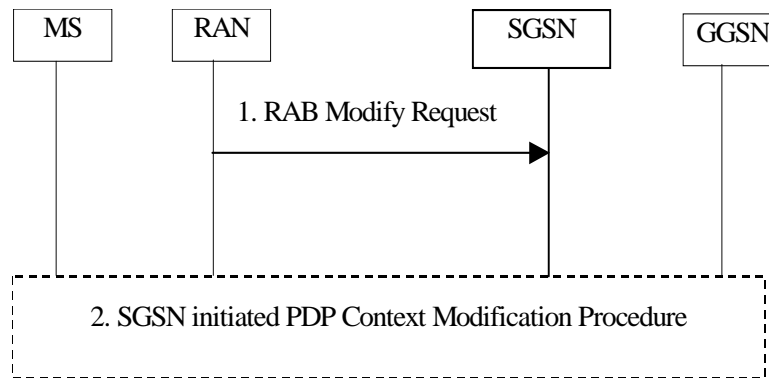 MS
RAN
SGSN
GGSN
1. RAB Modify Request
2. SGSN initiated PDP Context Modification Procedure